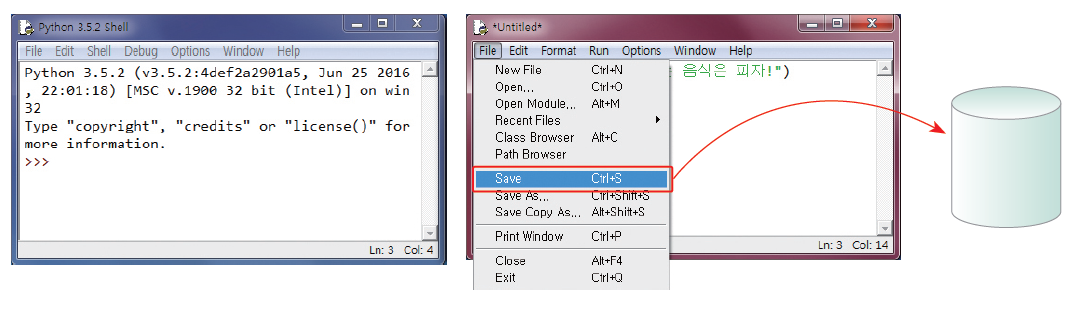 Python 3.5.2 Shell
File Edit Shell Debug Options Window Help
Python 3.5.2 (v3.5.2:4def2a2901a5, Jun 25 2016
, 22:01:18) [MSC v.1900 32 bit (Intel)] on win
32
Type "copyright", "credits" or "license()" for
more information.
>>>
Ln: 3 Col: 4
*Untitled*
File Edit Format Run Options Window Help
음식은 피자!")
New File Ctrl+N
Open... Ctrl+O
Open Module... Alt+M
Recent Files
Class Browser Alt+C
Path Browser
Save Ctrl+S
Save As... Ctrl+Shift+S
Save Copy As... Alt+Shift+S
Print Window Ctrl+P
Close Alt+F4
Exit Ctrl+Q
Ln: 3 Col: 14